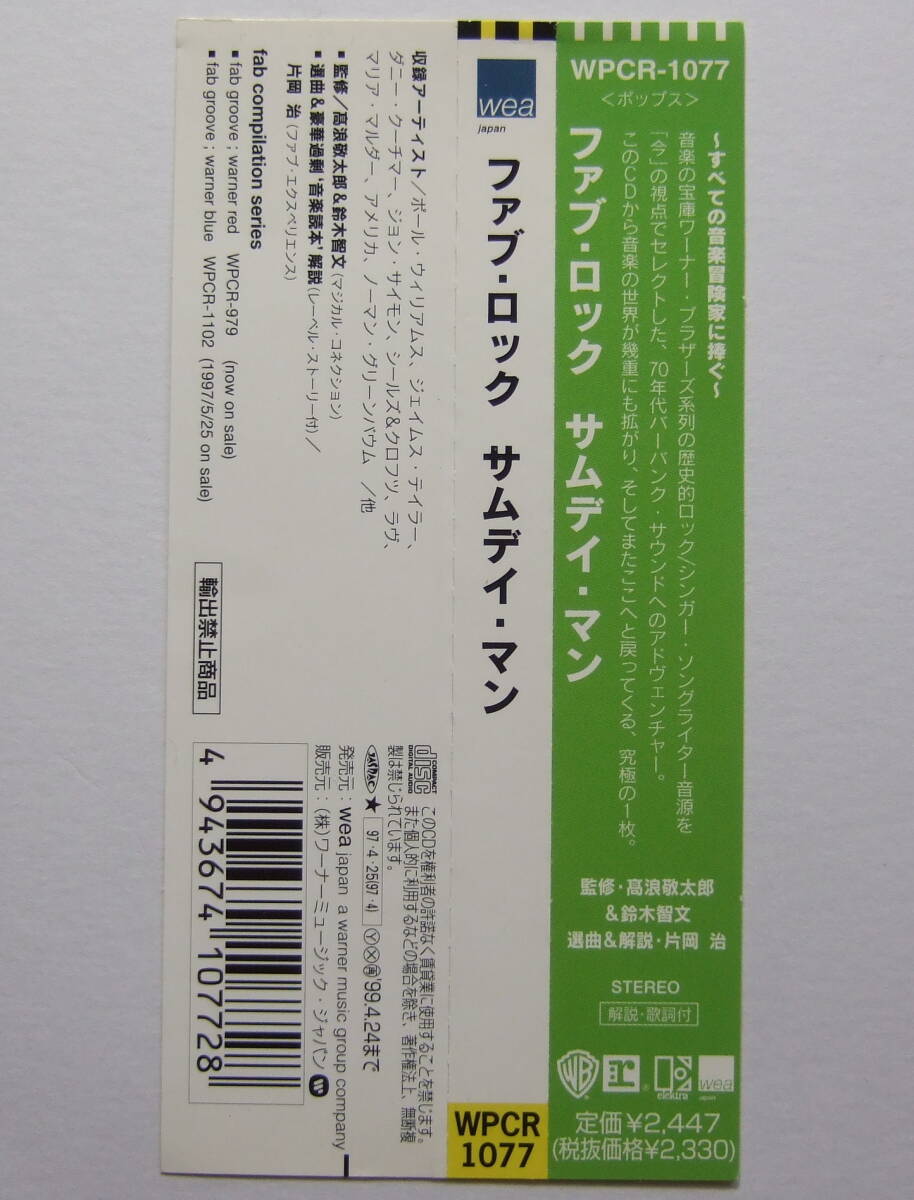 WPCR-1077
〈ポップス〉
〜すべての音楽冒険家に捧ぐ〜
音楽の宝庫ワーナー・ブラザーズ系列の歴史的ロック〈シンガー・ソングライター音源を
「今」の視点でセレクトした、70年代バーバンク・サウンドへのアドヴェンチャー。
このCDから音楽の世界が幾重にも拡がり、そしてまたここへと戻ってくる、究極の1枚。
ファブ・ロック サムデイ・マン
監修・髙浪敬太郎
&鈴木智文
選曲&解説・片岡 治
STEREO
解説・歌詞付
WB
r
®
elektra
wea
japan
定価¥2,447
(税抜価格¥2,330)
wea
japan
ファブ・ロック サムデイ・マン
WPCR
1077
収録アーティスト/ポール・ウィリアムス、ジェイムス・テイラー、
ダニー・クーチマー、ジョン・サイモン、シールズ&クロフツ、ラヴ、
マリア・マルダー、アメリカ、ノーマン・グリーンバウム /他
■監修/髙浪敬太郎&鈴木智文(マジカル・コネクション)
■選曲&豪華過剰‘音楽読本’解説(レーベル・ストーリー付)/
片岡 治(ファブ・エクスペリエンス)
fab compilation series
■ fab groove ; warner red WPCR-979 (now on sale)
■ fab groove ; warner blue WPCR-1102 (1997/5/25 on sale)
輸出禁止商品
COMPACT
disc
DIGITAL AUDIO
このCDを権利者の許諾なく賃貸業に使用することを禁じます。
また個人的に利用するなどの場合を除き、著作権法上、無断複
製は禁じられています。
JASRAC
★
97・4・25(97・4)
Ⓨ Ⓧ ㊢ '99.4.24まで
発売元:wea japan a warner music group company
販売元:(株)ワーナーミュージック・ジャパン
4 943674 107728